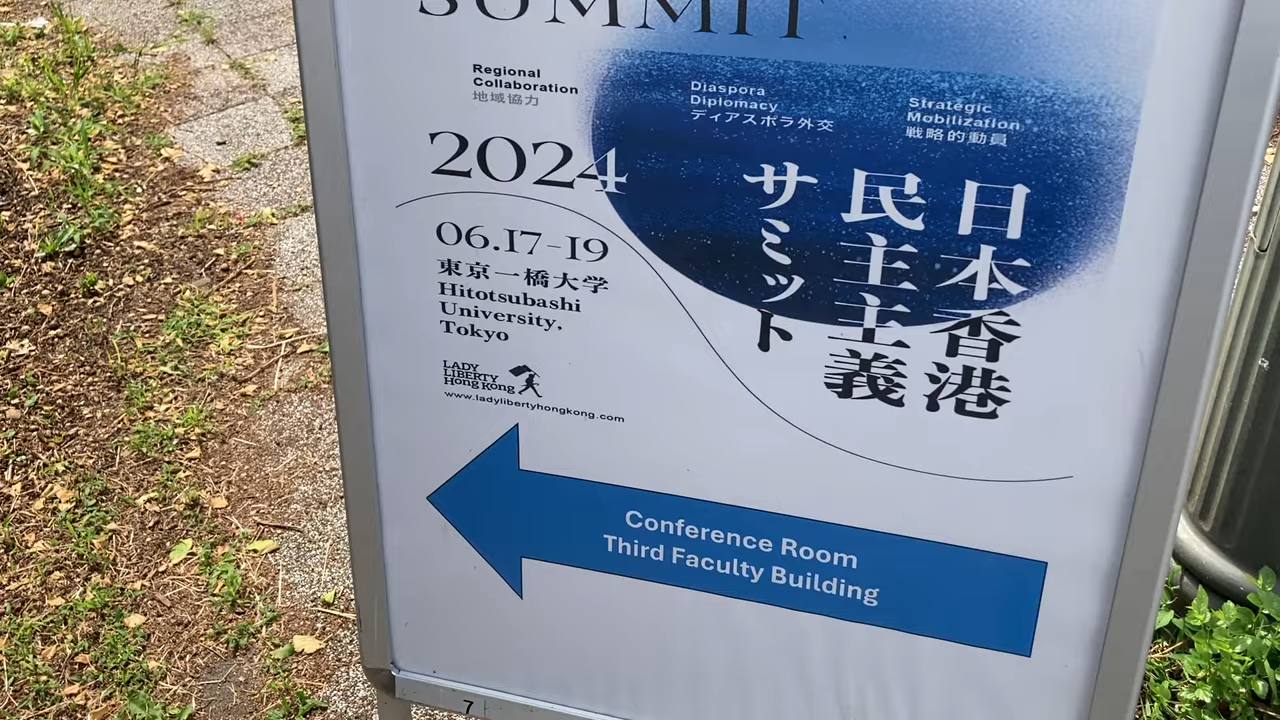 SUMMIT
Regional
Collaboration
地域協力
Diaspora
Diplomacy
ディアスポラ外交
Strategic
Mobilization
戦略的動員
2024
日本香港
民主主義
サミット
06.17-19
東京一橋大学
Hitotsubashi
University,
Tokyo
LADY
LIBERTY
Hong Kong
www.ladylibertyhongkong.com
Conference Room
Third Faculty Building
7